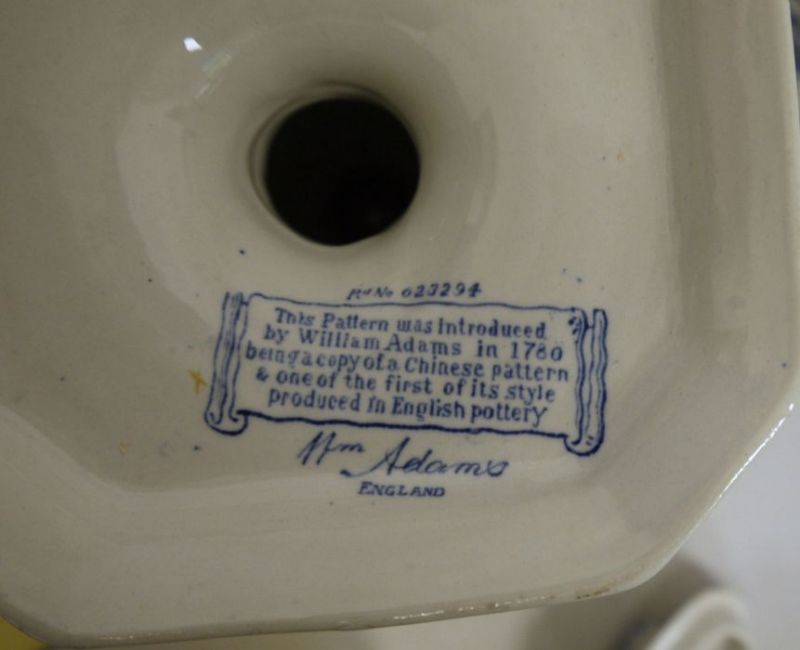 Rd No 623294
This Pattern was introduced
by William Adams in 1780
being a copy of a Chinese pattern
& one of the first of its style
produced in English pottery
Wm Adams
ENGLAND